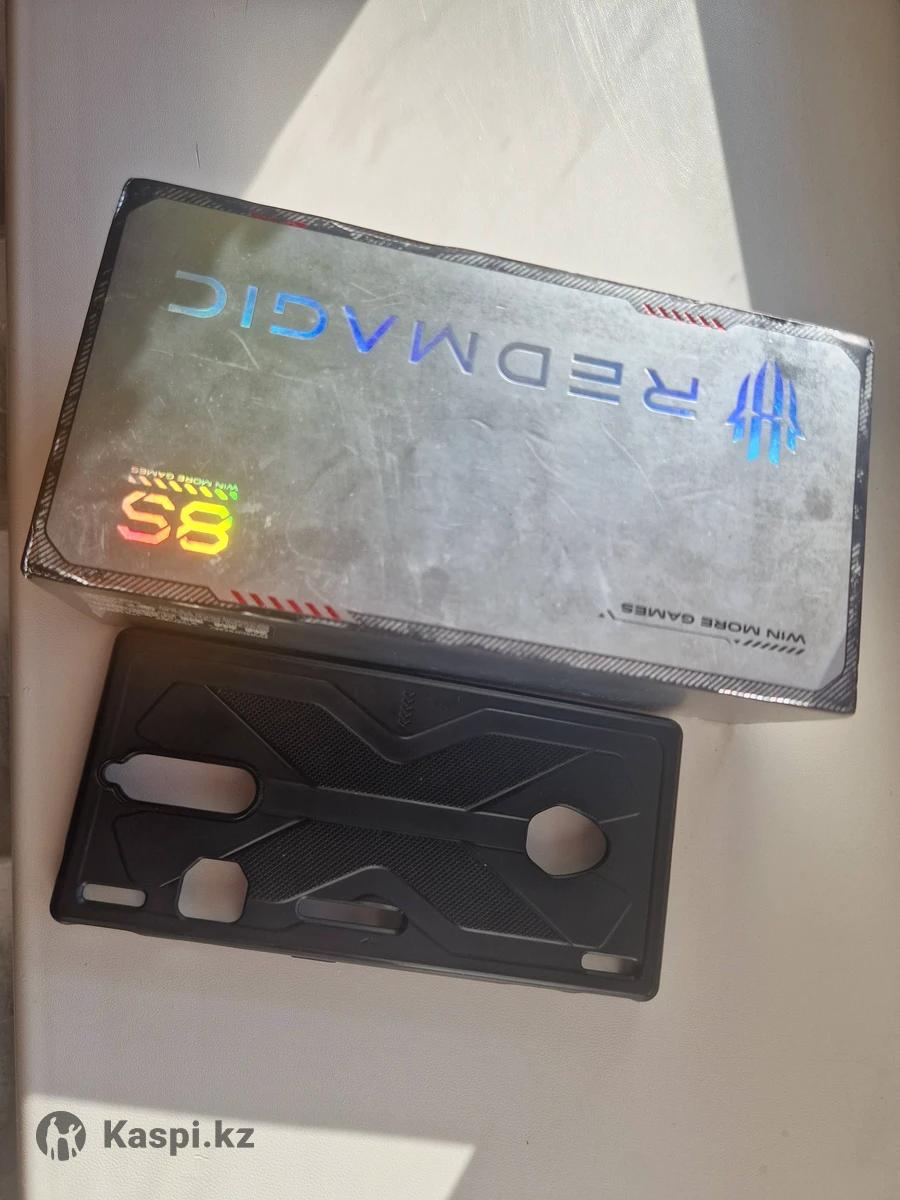 REDMAGIC
WIN MORE GAMES
8S
WIN MORE GAMES
Kaspi.kz